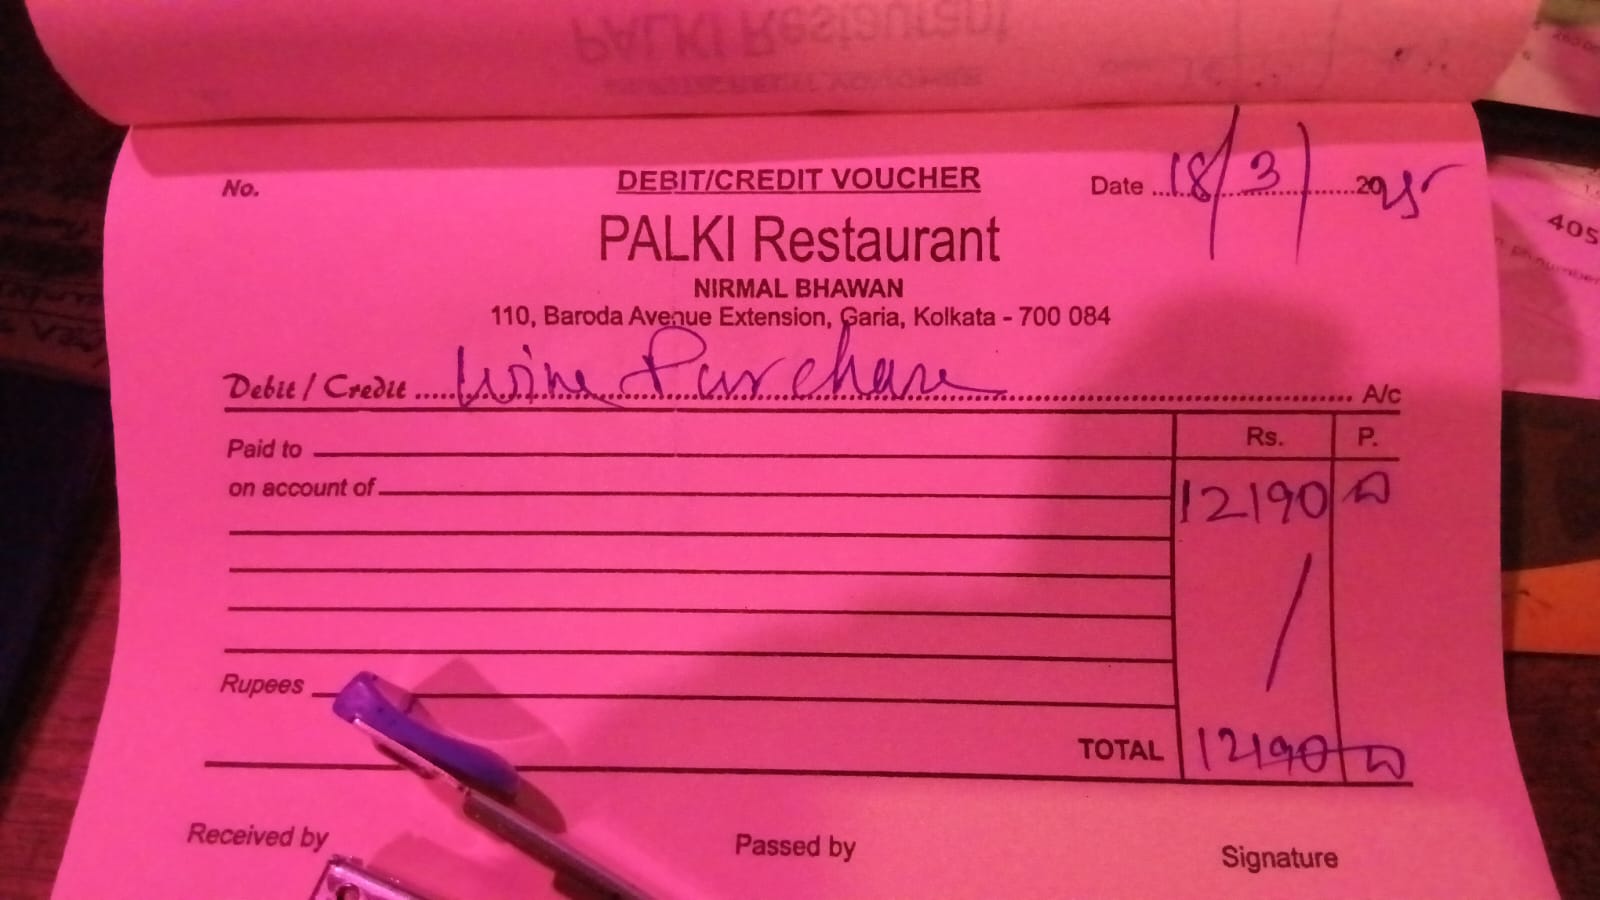 No.
DEBIT/CREDIT VOUCHER
Date 18/3/2025
PALKI Restaurant
NIRMAL BHAWAN
110, Baroda Avenue Extension, Garia, Kolkata - 700 084
Debit / Credit Wine Purchase A/c
Rs. P.
Paid to
on account of
12190 00
Rupees
TOTAL 12190 00
Received by
Passed by
Signature
405